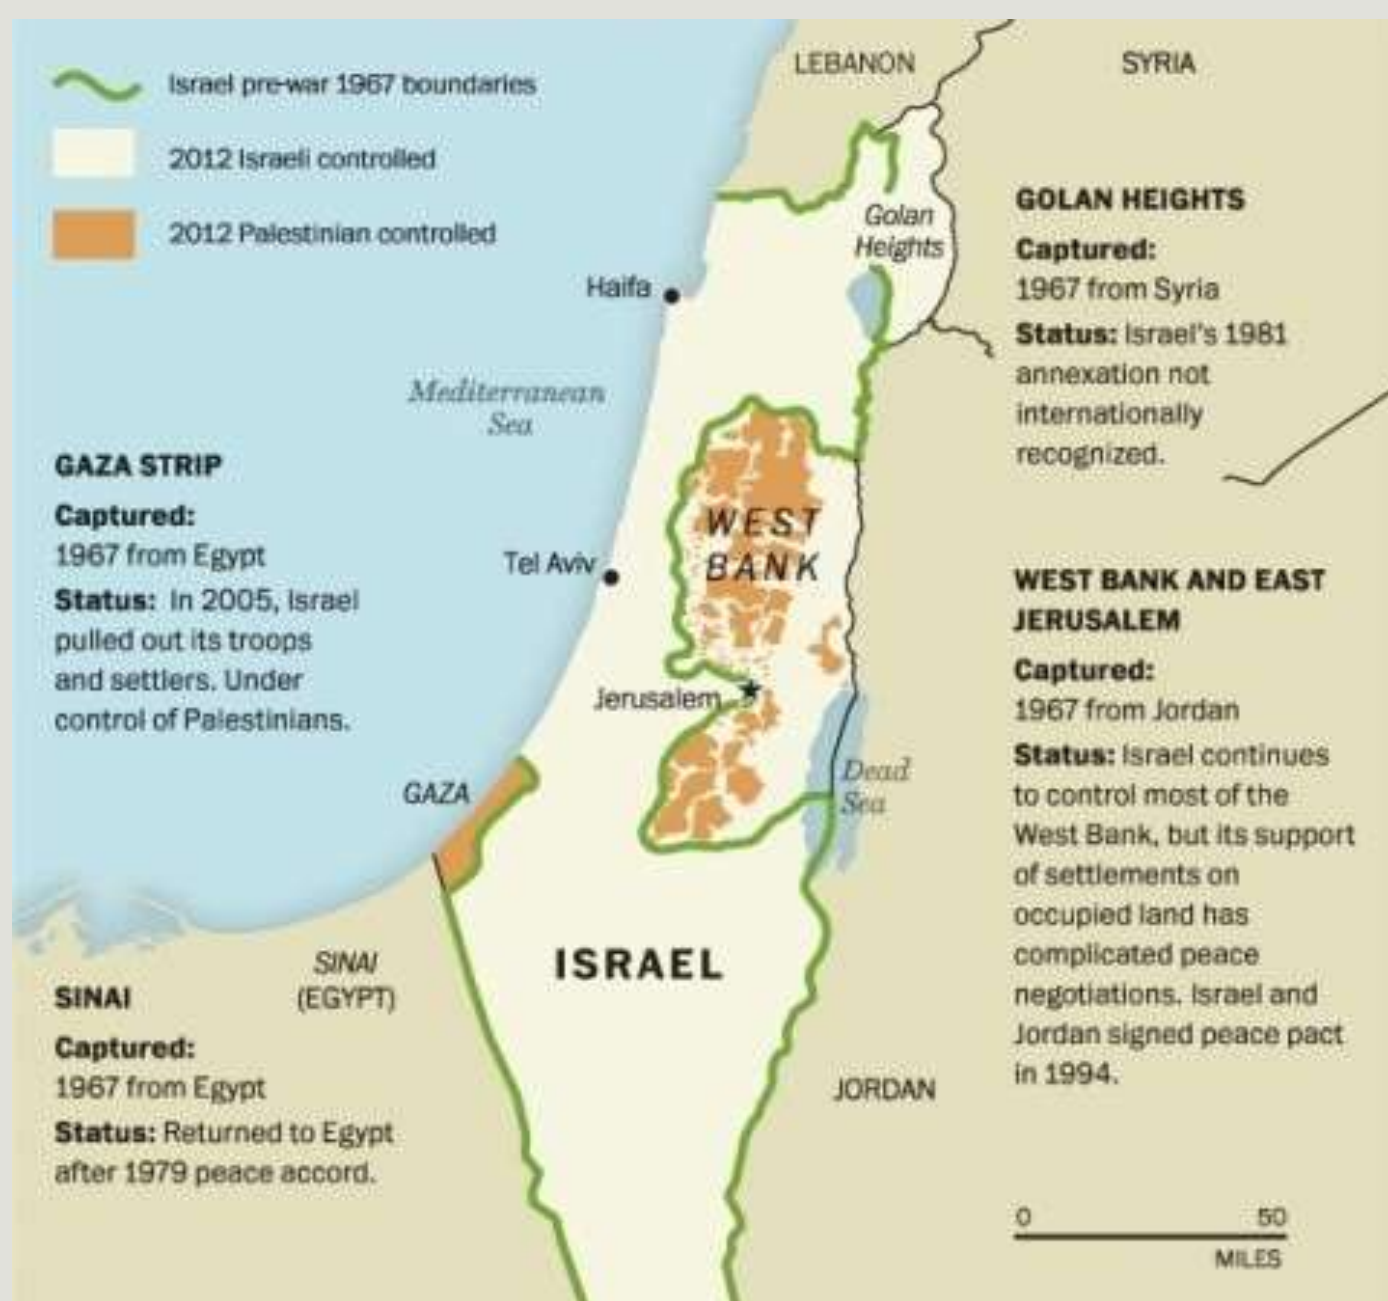 Israel pre-war 1967 boundaries
2012 Israeli controlled
2012 Palestinian controlled
LEBANON
SYRIA
Golan
Heights
Haifa
Mediterranean
Sea
Tel Aviv
WEST
BANK
Jerusalem
Dead
Sea
GAZA
ISRAEL
SINAI
(EGYPT)
JORDAN
GAZA STRIP
Captured:
1967 from Egypt
Status: In 2005, Israel
pulled out its troops
and settlers. Under
control of Palestinians.
SINAI
Captured:
1967 from Egypt
Status: Returned to Egypt
after 1979 peace accord.
GOLAN HEIGHTS
Captured:
1967 from Syria
Status: Israel's 1981
annexation not
internationally
recognized.
WEST BANK AND EAST
JERUSALEM
Captured:
1967 from Jordan
Status: Israel continues
to control most of the
West Bank, but its support
of settlements on
occupied land has
complicated peace
negotiations. Israel and
Jordan signed peace pact
in 1994.
0 50
MILES